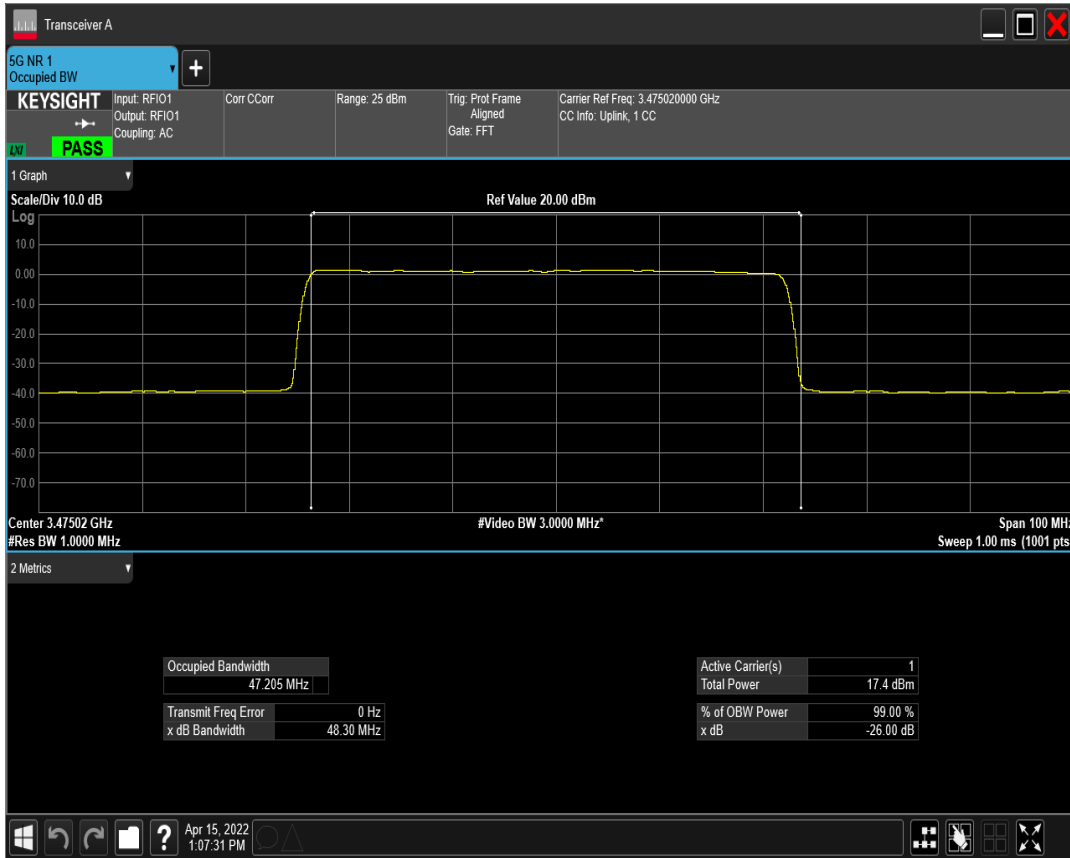 Transceiver A
5G NR 1
Occupied BW
KEYSIGHT
LXI
PASS
Input: RFIO1
Output: RFIO1
Coupling: AC
Corr CCorr
Range: 25 dBm
Trig: Prot Frame
Aligned
Gate: FFT
Carrier Ref Freq: 3.475020000 GHz
CC Info: Uplink, 1 CC
1 Graph
Scale/Div 10.0 dB
Ref Value 20.00 dBm
Log
10.0
0.00
-10.0
-20.0
-30.0
-40.0
-50.0
-60.0
-70.0
Center 3.47502 GHz
#Video BW 3.0000 MHz*
Span 100 MHz
#Res BW 1.0000 MHz
Sweep 1.00 ms (1001 pts
2 Metrics
Occupied Bandwidth
47.205 MHz
Transmit Freq Error 0 Hz
x dB Bandwidth 48.30 MHz
Active Carrier(s) 1
Total Power 17.4 dBm
% of OBW Power 99.00 %
x dB -26.00 dB
?
Apr 15, 2022
1:07:31 PM